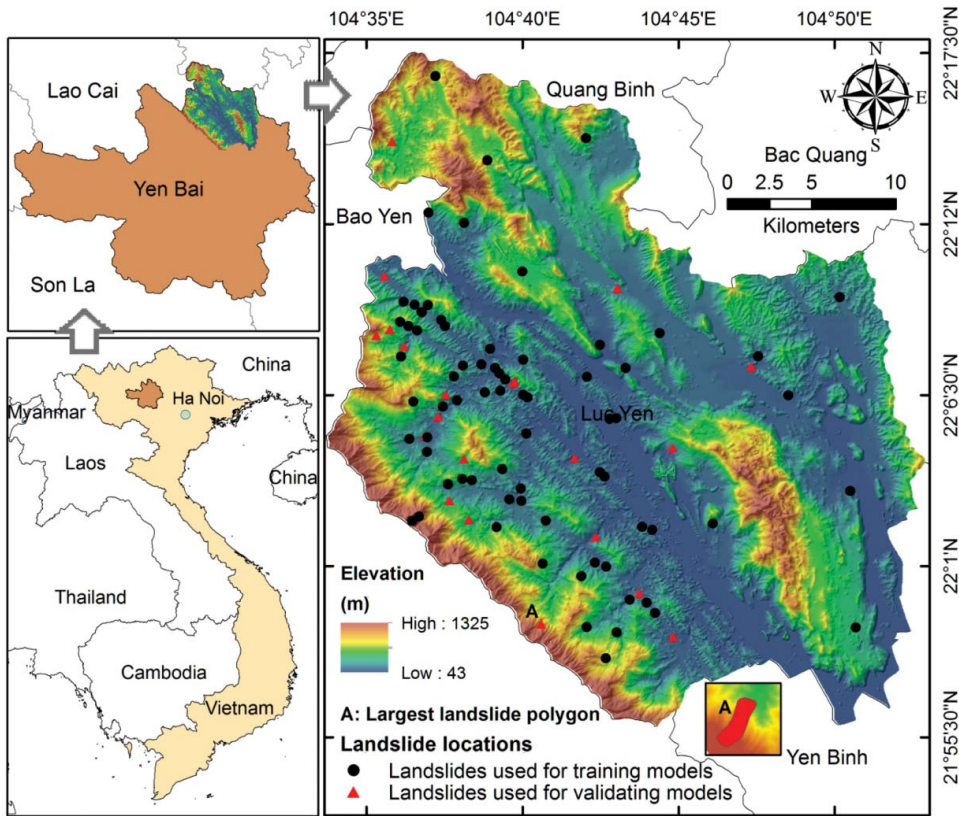 104°35'E 104°40'E 104°45'E 104°50'E
Lao Cai
Yen Bai
Son La
China
Ha Noi
Myanmar
Laos
China
Thailand
Cambodia
Vietnam
Quang Binh
N
W E
S
Bac Quang
0 2.5 5 10
Kilometers
Bao Yen
Luc Yen
Elevation
(m)
High : 1325
Low : 43
A
A: Largest landslide polygon
A
Yen Binh
Landslide locations
Landslides used for training models
Landslides used for validating models
22°17'30"N
22°12'N
22°6'30"N
22°1'N
21°55'30"N